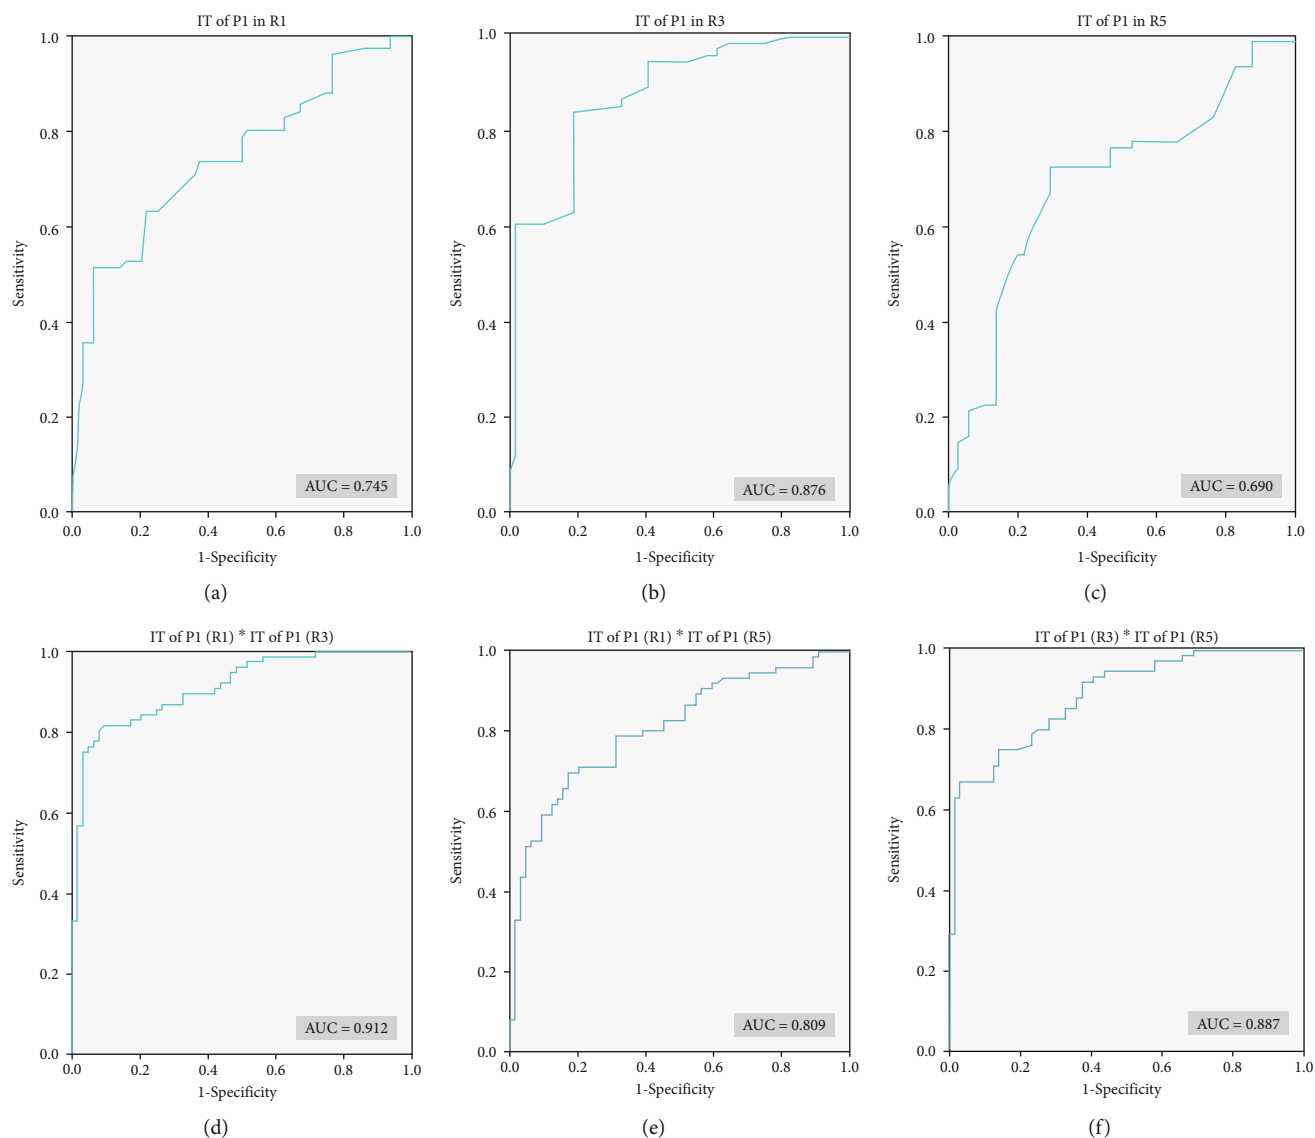 IT of P1 in R1
1.0
0.8
0.6
0.4
0.2
0.0
Sensitivity
AUC = 0.745
0.0 0.2 0.4 0.6 0.8 1.0
1-Specificity
(a)
IT of P1 in R3
1.0
0.8
0.6
0.4
0.2
0.0
Sensitivity
AUC = 0.876
0.0 0.2 0.4 0.6 0.8 1.0
1-Specificity
(b)
IT of P1 in R5
1.0
0.8
0.6
0.4
0.2
0.0
Sensitivity
AUC = 0.690
0.0 0.2 0.4 0.6 0.8 1.0
1-Specificity
(c)
IT of P1 (R1) * IT of P1 (R3)
1.0
0.8
0.6
0.4
0.2
0.0
Sensitivity
AUC = 0.912
0.0 0.2 0.4 0.6 0.8 1.0
1-Specificity
(d)
IT of P1 (R1) * IT of P1 (R5)
1.0
0.8
0.6
0.4
0.2
0.0
Sensitivity
AUC = 0.809
0.0 0.2 0.4 0.6 0.8 1.0
1-Specificity
(e)
IT of P1 (R3) * IT of P1 (R5)
1.0
0.8
0.6
0.4
0.2
0.0
Sensitivity
AUC = 0.887
0.0 0.2 0.4 0.6 0.8 1.0
1-Specificity
(f)